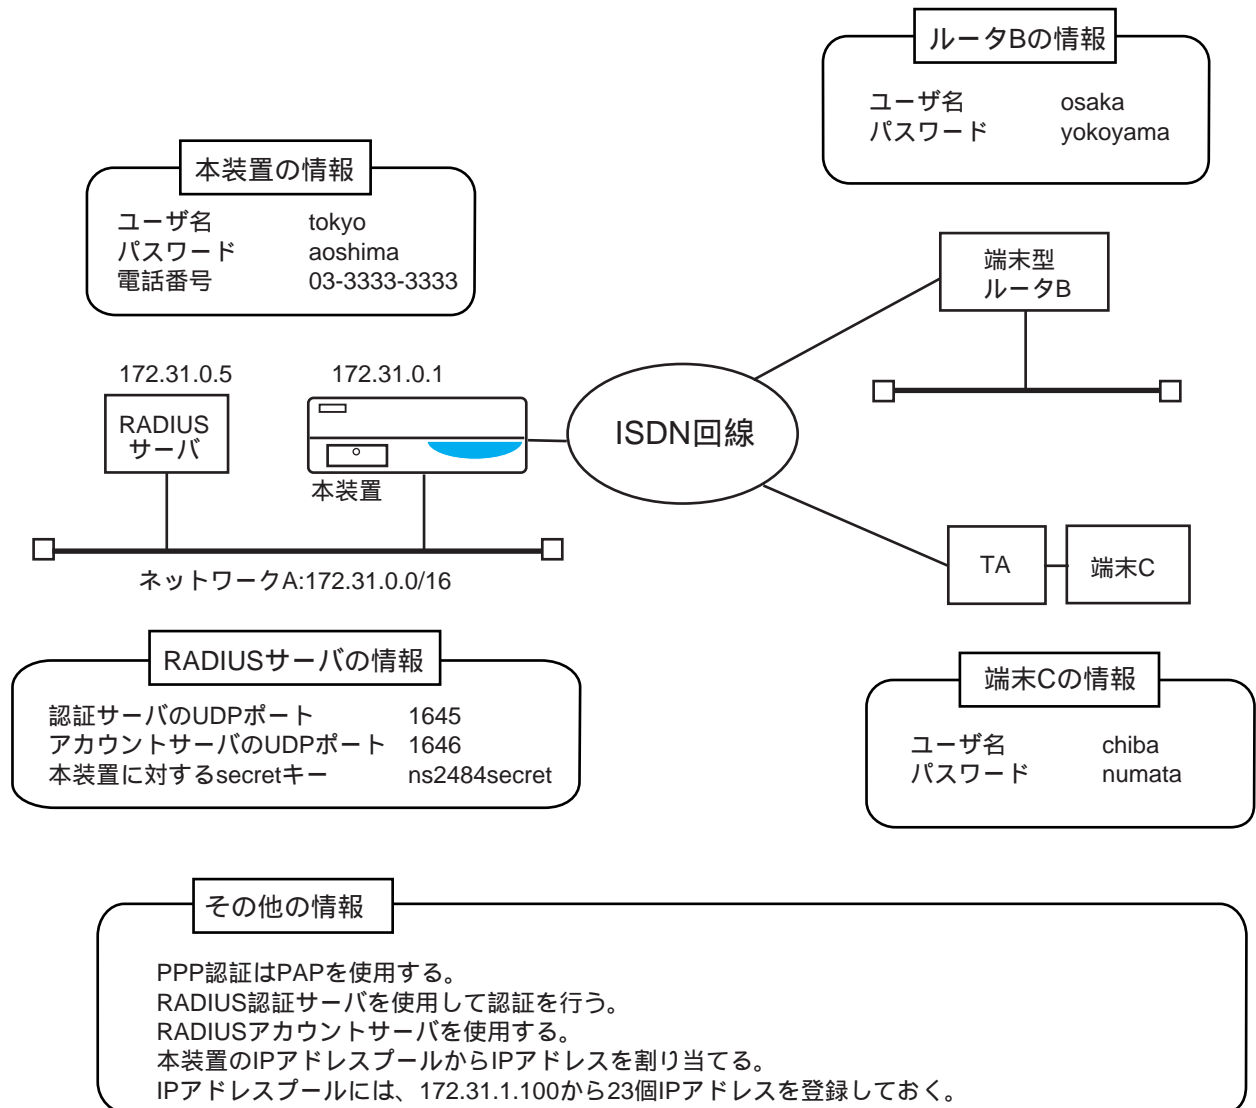 ルータBの情報
ユーザ名 osaka
パスワード yokoyama
本装置の情報
ユーザ名 tokyo
パスワード aoshima
電話番号 03-3333-3333
端末型
ルータB
172.31.0.5
172.31.0.1
RADIUS
サーバ
本装置
ISDN回線
ネットワークA:172.31.0.0/16
TA
端末C
RADIUSサーバの情報
認証サーバのUDPポート 1645
アカウントサーバのUDPポート 1646
本装置に対するsecretキー ns2484secret
端末Cの情報
ユーザ名 chiba
パスワード numata
その他の情報
PPP認証はPAPを使用する。
RADIUS認証サーバを使用して認証を行う。
RADIUSアカウントサーバを使用する。
本装置のIPアドレスプールからIPアドレスを割り当てる。
IPアドレスプールには、172.31.1.100から23個IPアドレスを登録しておく。